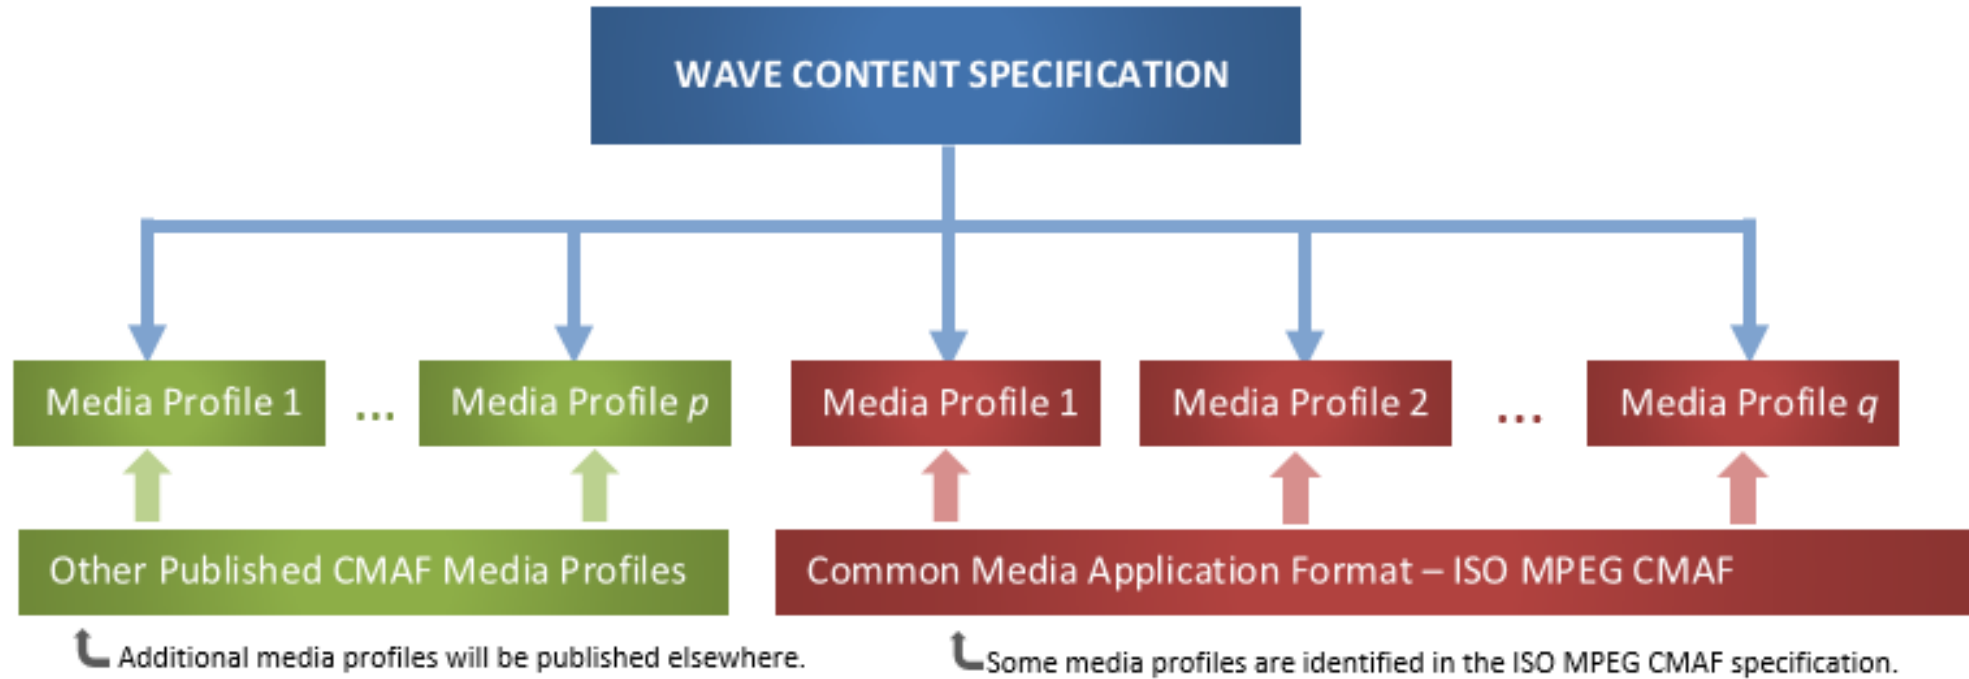 WAVE CONTENT SPECIFICATION
Media Profile 1 ... Media Profile p Media Profile 1 Media Profile 2 ... Media Profile q
Other Published CMAF Media Profiles Common Media Application Format – ISO MPEG CMAF
Additional media profiles will be published elsewhere. Some media profiles are identified in the ISO MPEG CMAF specification.